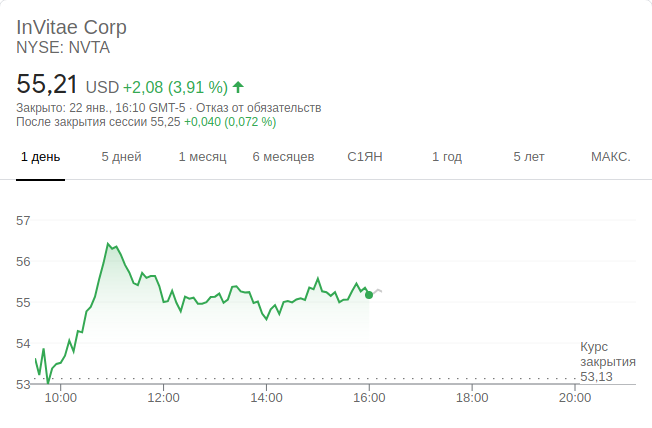 InVitae Corp
NYSE: NVTA
55,21 USD +2,08 (3,91 %)
Закрыто: 22 янв., 16:10 GMT-5 · Отказ от обязательств
После закрытия сессии 55,25 +0,040 (0,072 %)
1 день 5 дней 1 месяц 6 месяцев С1ЯН 1 год 5 лет МАКС.
57
56
55
54
Курс
закрытия
53,13
53
10:00 12:00 14:00 16:00 18:00 20:00